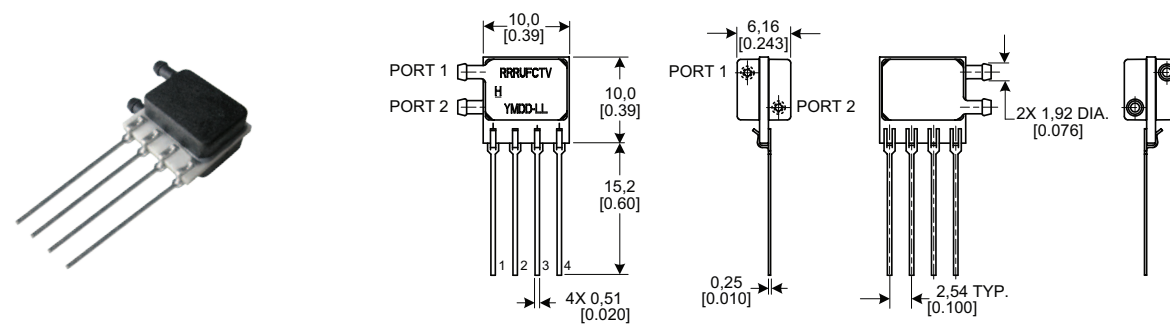 10,0
[0.39]
PORT 1
PORT 2
RRRUFCTV
H
YMDD-LL
10,0
[0.39]
15,2
[0.60]
1 2 3 4
4X 0,51
[0.020]
6,16
[0.243]
PORT 1
PORT 2
0,25
[0.010]
2X 1,92 DIA.
[0.076]
2,54 TYP.
[0.100]